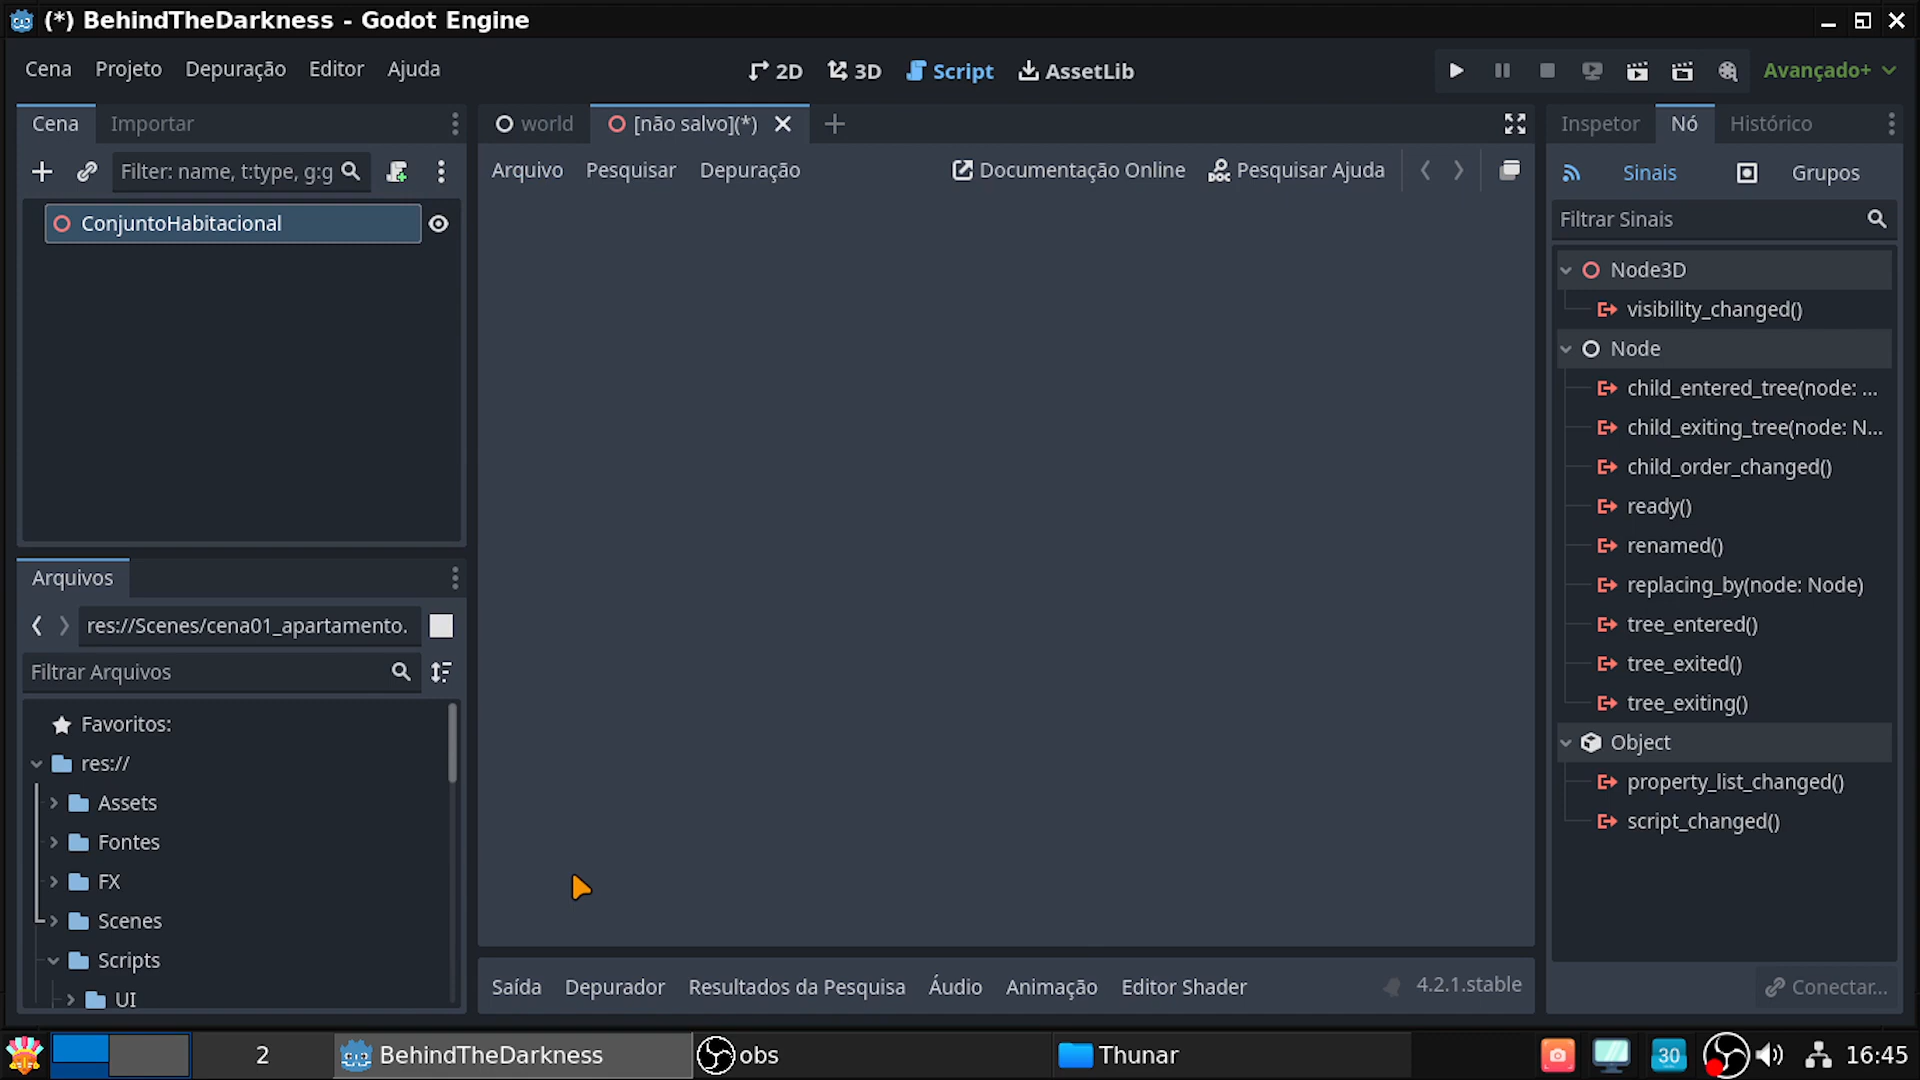 (*) BehindTheDarkness - Godot Engine
Cena Projeto Depuração Editor Ajuda
2D 3D Script AssetLib
Avançado+
Cena Importar
world [não salvo](*)
Inspetor Nó Histórico
Filter: name, t:type, g:g
Arquivo Pesquisar Depuração
Documentação Online Pesquisar Ajuda
Sinais Grupos
Filtrar Sinais
ConjuntoHabitacional
Node3D
visibility_changed()
Node
child_entered_tree(node: ...
child_exiting_tree(node: N...
child_order_changed()
ready()
renamed()
replacing_by(node: Node)
tree_entered()
tree_exited()
tree_exiting()
Object
property_list_changed()
script_changed()
Conectar...
Arquivos
res://Scenes/cena01_apartamento.
Filtrar Arquivos
Favoritos:
res://
Assets
Fontes
FX
Scenes
Scripts
UI
Saída Depurador Resultados da Pesquisa Áudio Animação Editor Shader
4.2.1.stable
2 BehindTheDarkness obs Thunar
30
16:45